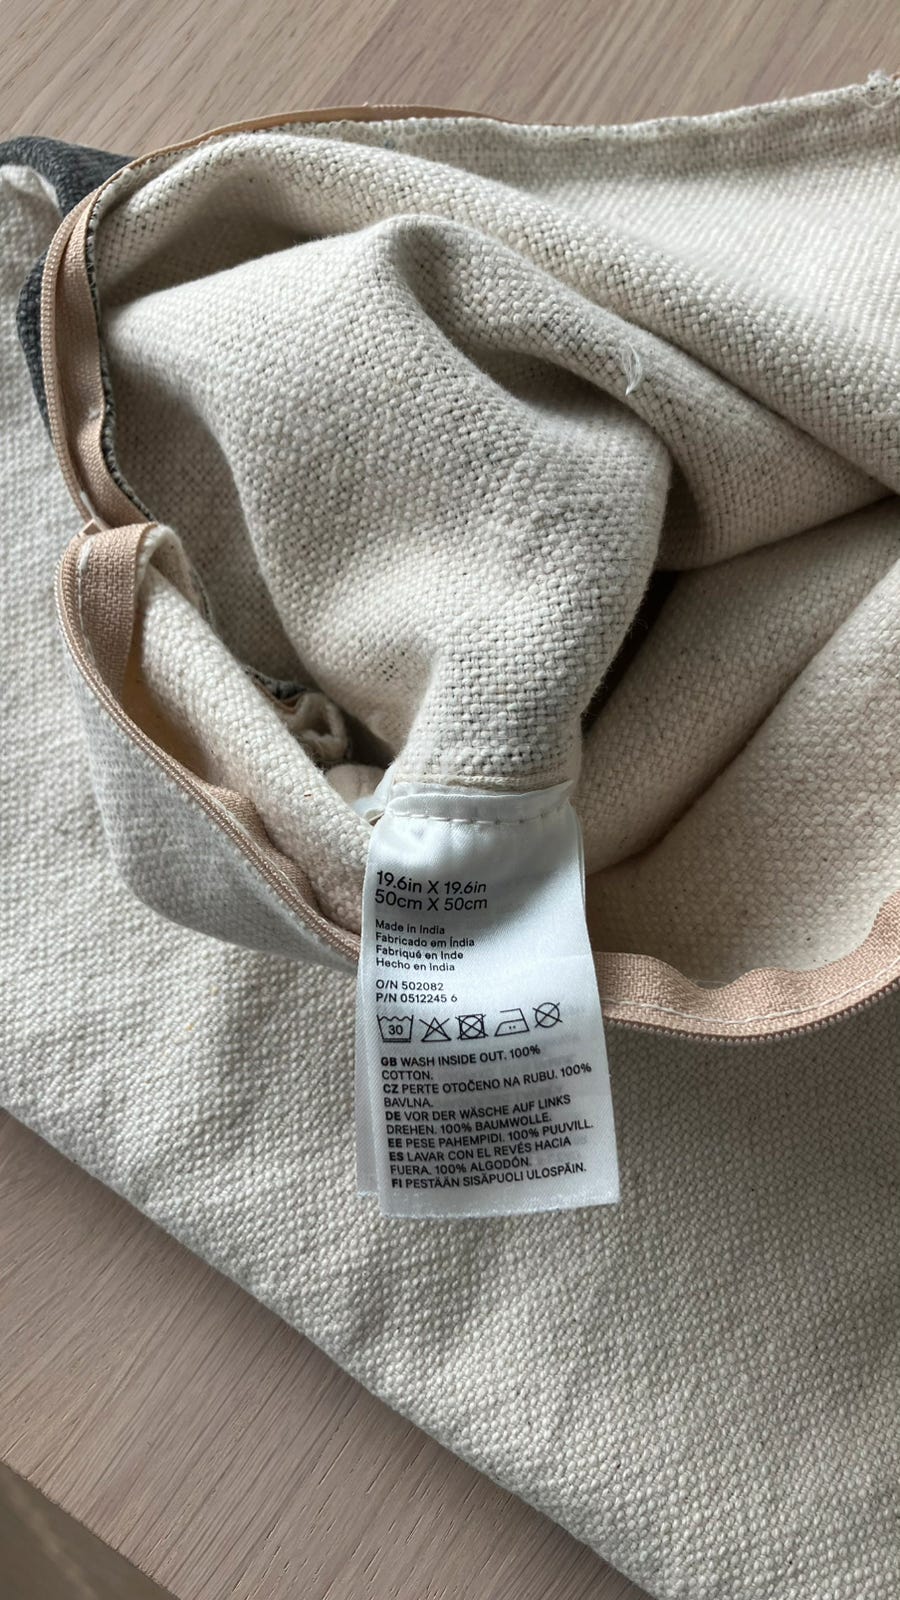 19.6in X 19.6in
50cm X 50cm
Made in India
Fabricado em Índia
Fabriqué en Inde
Hecho en India
O/N 502082
P/N 0512245 6
30
GB WASH INSIDE OUT. 100%
COTTON.
CZ PERTE OTOČENO NA RUBU. 100%
BAVLNA.
DE VOR DER WÄSCHE AUF LINKS
DREHEN. 100% BAUMWOLLE.
EE PESE PAHEMPIDI. 100% PUUVILL.
ES LAVAR CON EL REVÉS HACIA
FUERA. 100% ALGODÓN.
FI PESTÄÄN SISÄPUOLI ULOSPÄIN.